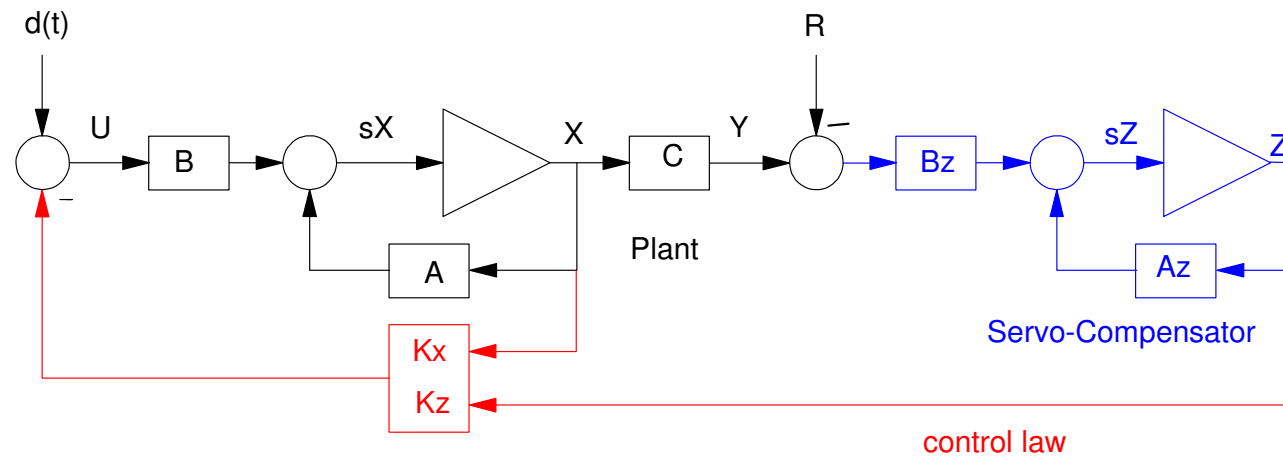 d(t)
R
U
B
sX
X
C
Y
Bz
sZ
Z
A
Plant
Az
Servo-Compensator
Kx
Kz
control law